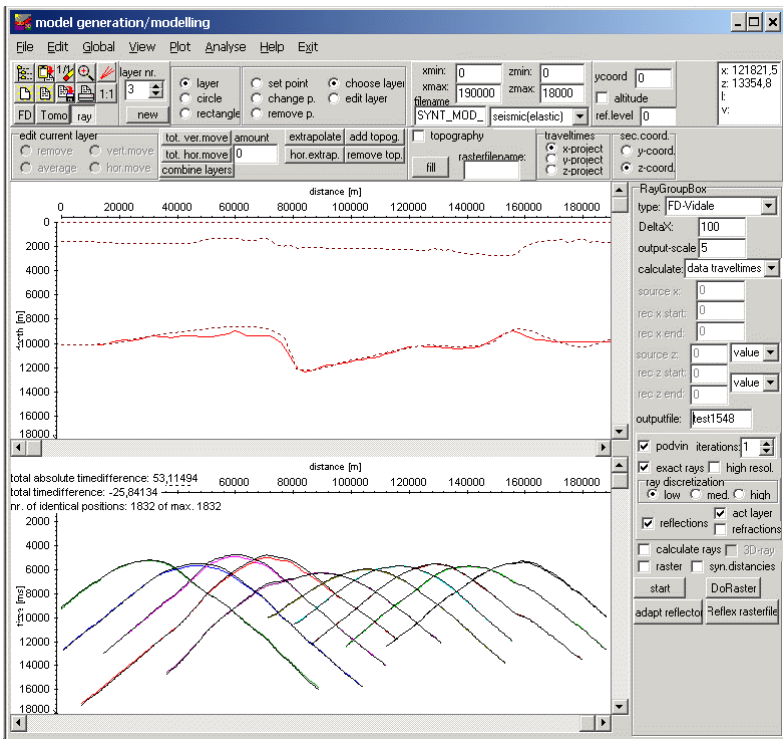 model generation/modelling
File Edit Global View Plot Analyse Help Exit
1:1
FD Tomo ray
layer nr.
3
new
layer
circle
rectangle
set point
change p.
remove p.
choose layer
edit layer
xmin: 0 zmin: 0
xmax: 190000 zmax: 18000
filename
SYNT_MOD_ seismic(elastic)
ycoord 0
altitude
ref.level 0
x: 121821,5
z: 13354,8
l:
v:
edit current layer
remove vert.move
average hor.move
tot. ver.move amount
tot. hor.move 0
combine layers
extrapolate add topog.
hor.extrap. remove top.
topography
fill rasterfilename:
traveltimes
x-project
y-project
z-project
sec.coord.
y-coord.
z-coord.
distance [m]
0 20000 40000 60000 80000 100000 120000 140000 160000 180000
0
2000
4000
6000
8000
10000
12000
14000
16000
18000
RayGroupBox
type: FD-Vidale
DeltaX: 100
output-scale 5
calculate: data traveltimes
source x: 0
rec x start: 0
rec x end: 0
source z: 0 value
rec z start: 0
rec z end: 0 value
outputfile: test1548
podvin iterations: 1
exact rays high resol.
ray discretization
low med. high
act layer
reflections
refractions
calculate rays 3D-ray
raster syn.distancies
start DoRaster
adapt reflector Reflex rasterfile
distance [m]
total absolute timedifference: 53,11494
total timedifference: -25,84134
nr. of identical positions: 1832 of max. 1832
60000 80000 100000 120000 140000 160000 180000
2000
4000
6000
8000
10000
12000
14000
16000
18000